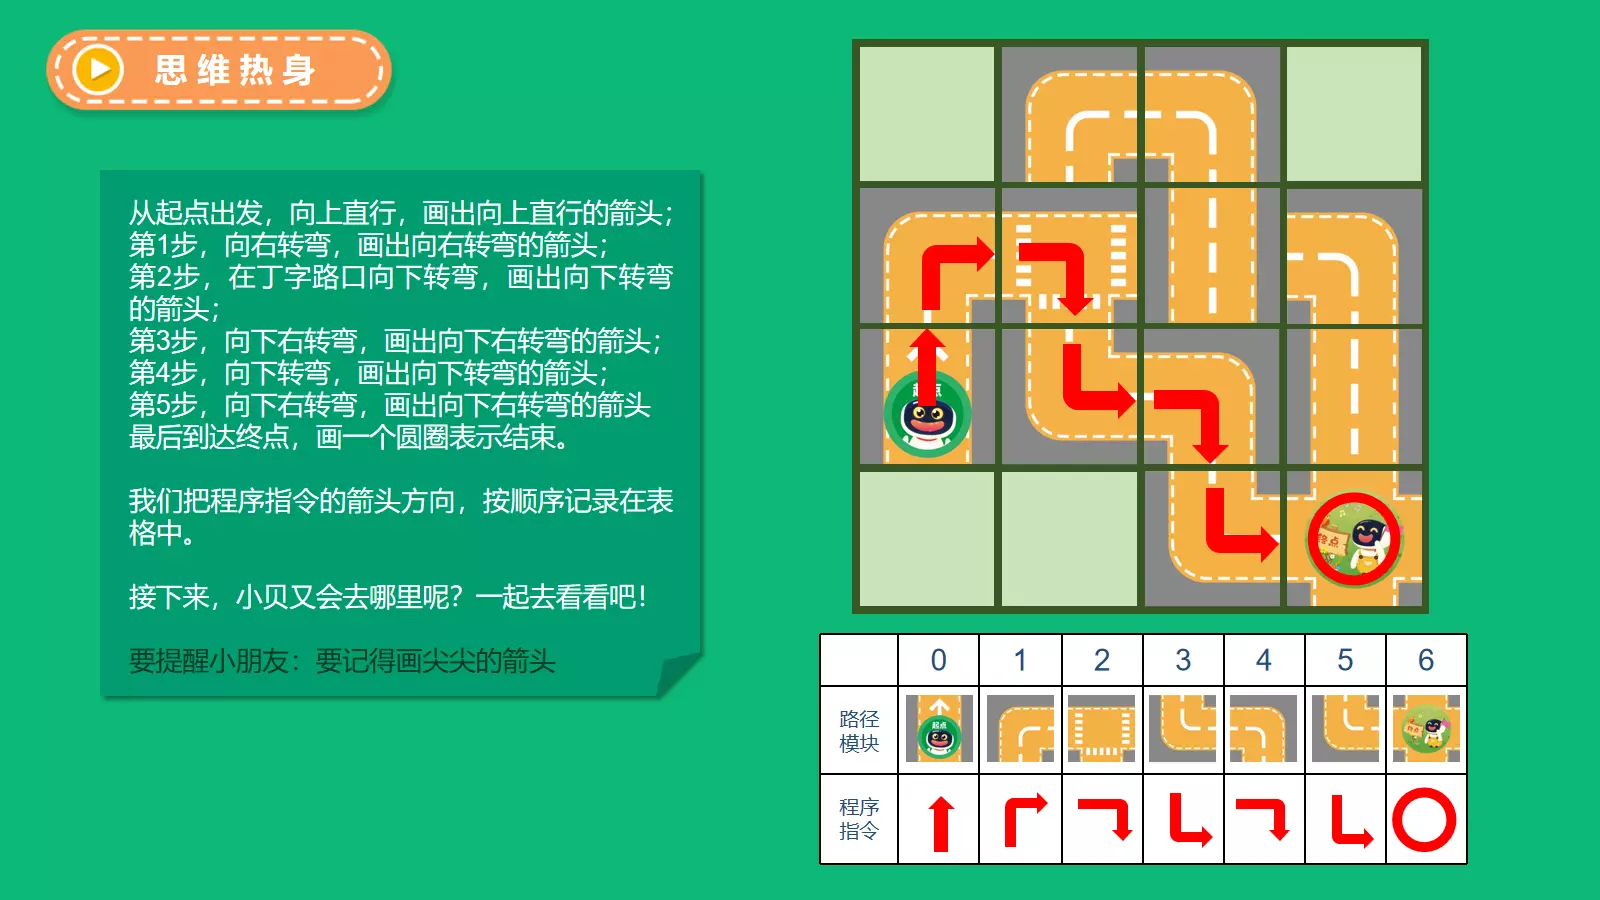 思维热身
从起点出发，向上直行，画出向上直行的箭头；
第1步，向右转弯，画出向右转弯的箭头；
第2步，在丁字路口向下转弯，画出向下转弯
的箭头；
第3步，向下右转弯，画出向下右转弯的箭头；
第4步，向下转弯，画出向下转弯的箭头；
第5步，向下右转弯，画出向下右转弯的箭头
最后到达终点，画一个圆圈表示结束。
我们把程序指令的箭头方向，按顺序记录在表
格中。
接下来，小贝又会去哪里呢？一起去看看吧！
要提醒小朋友：要记得画尖尖的箭头
起点
终点
0 1 2 3 4 5 6
路径
模块
起点
终点
程序
指令